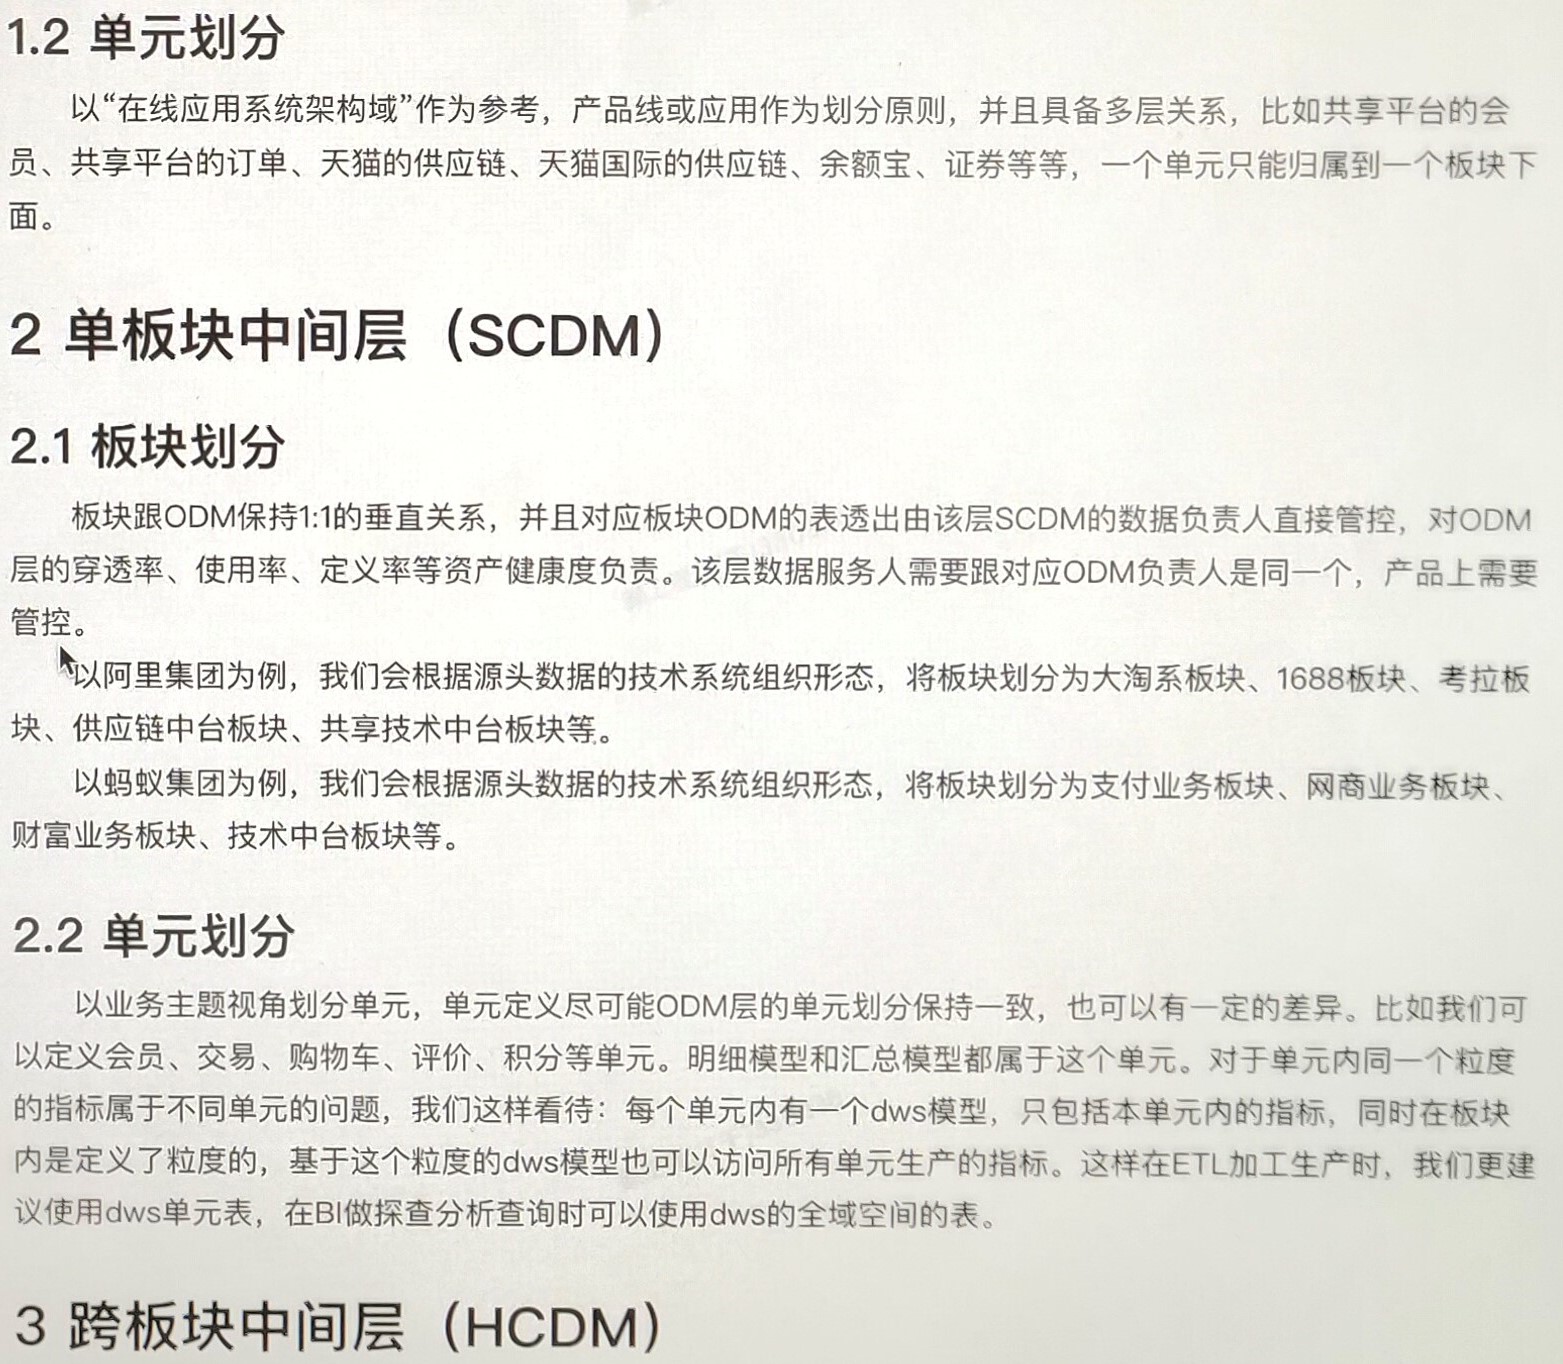 1.2 单元划分
以“在线应用系统架构域”作为参考，产品线或应用作为划分原则，并且具备多层关系，比如共享平台的会
员、共享平台的订单、天猫的供应链、天猫国际的供应链、余额宝、证券等等，一个单元只能归属到一个板块下
面。
2 单板块中间层（SCDM）
2.1 板块划分
板块跟ODM保持1:1的垂直关系，并且对应板块ODM的表透出由该层SCDM的数据负责人直接管控，对ODM
层的穿透率、使用率、定义率等资产健康度负责。该层数据服务人需要跟对应ODM负责人是同一个，产品上需要
管控。
以阿里集团为例，我们会根据源头数据的技术系统组织形态，将板块划分为大淘系板块、1688板块、考拉板
块、供应链中台板块、共享技术中台板块等。
以蚂蚁集团为例，我们会根据源头数据的技术系统组织形态，将板块划分为支付业务板块、网商业务板块、
财富业务板块、技术中台板块等。
2.2 单元划分
以业务主题视角划分单元，单元定义尽可能ODM层的单元划分保持一致，也可以有一定的差异。比如我们可
以定义会员、交易、购物车、评价、积分等单元。明细模型和汇总模型都属于这个单元。对于单元内同一个粒度
的指标属于不同单元的问题，我们这样看待：每个单元内有一个dws模型，只包括本单元内的指标，同时在板块
内是定义了粒度的，基于这个粒度的dws模型也可以访问所有单元生产的指标。这样在ETL加工生产时，我们更建
议使用dws单元表，在BI做探查分析查询时可以使用dws的全域空间的表。
3 跨板块中间层（HCDM）